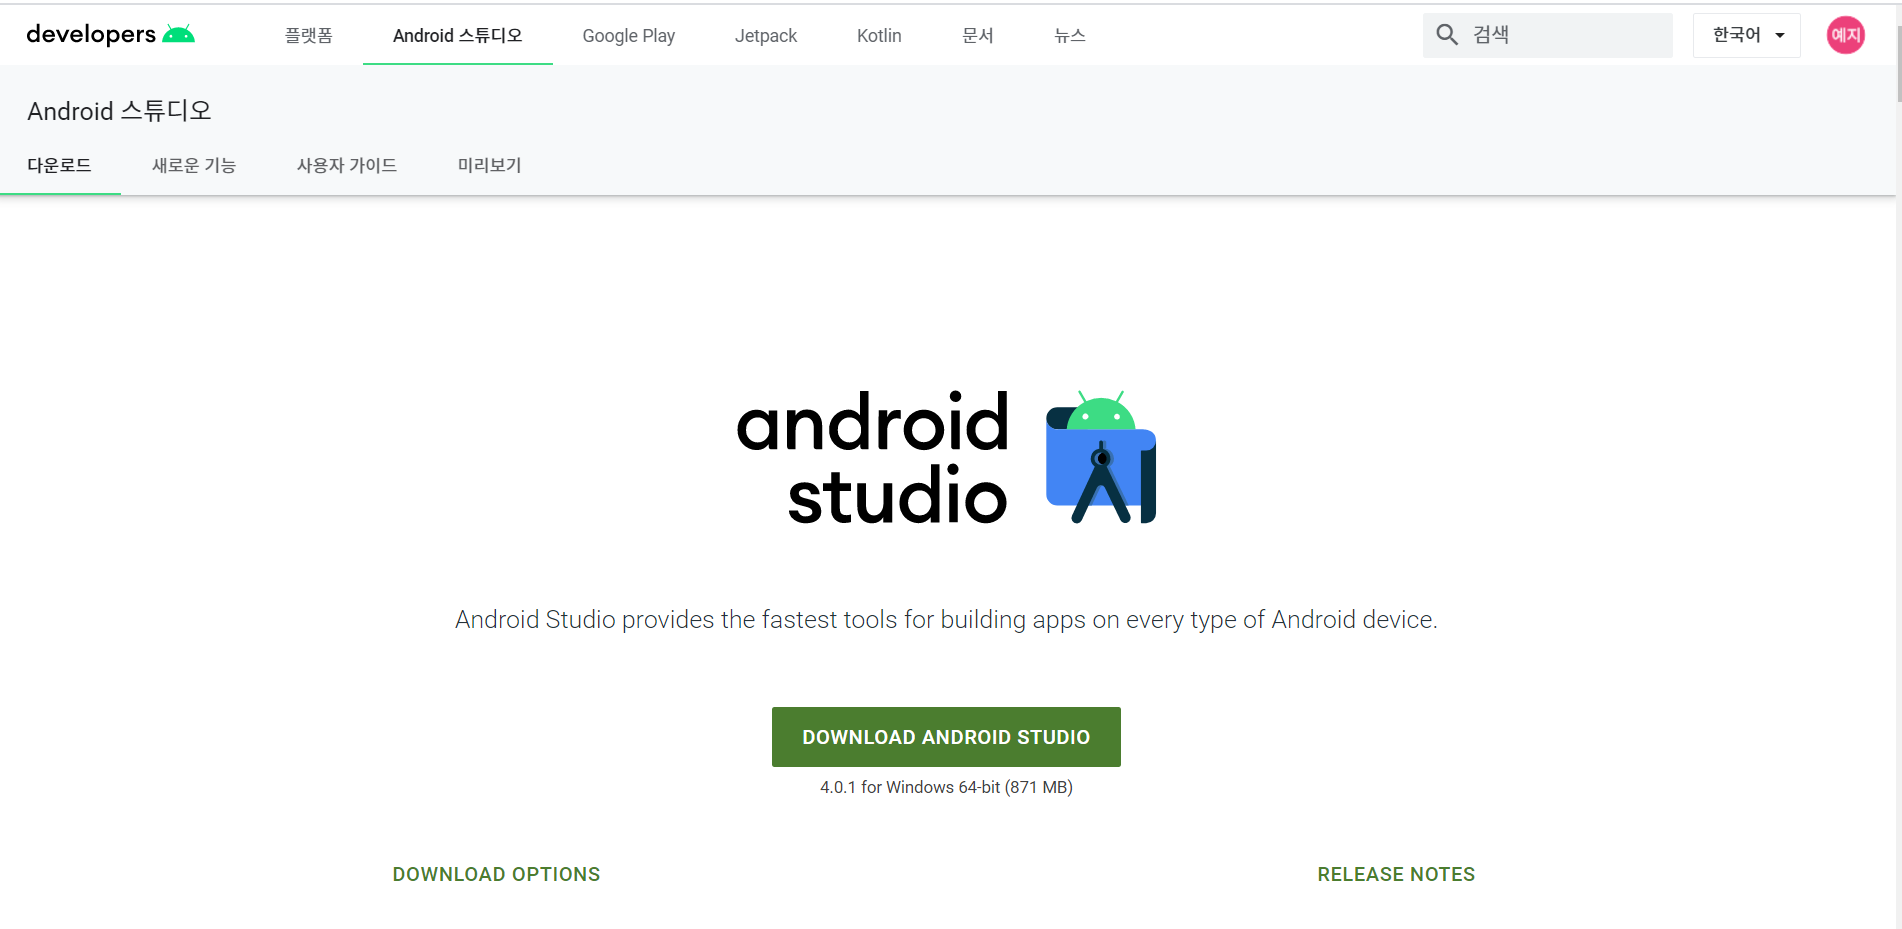 developers 플랫폼 Android 스튜디오 Google Play Jetpack Kotlin 문서 뉴스 검색 한국어 예지
Android 스튜디오
다운로드 새로운 기능 사용자 가이드 미리보기
android
studio
Android Studio provides the fastest tools for building apps on every type of Android device.
DOWNLOAD ANDROID STUDIO
4.0.1 for Windows 64-bit (871 MB)
DOWNLOAD OPTIONS RELEASE NOTES